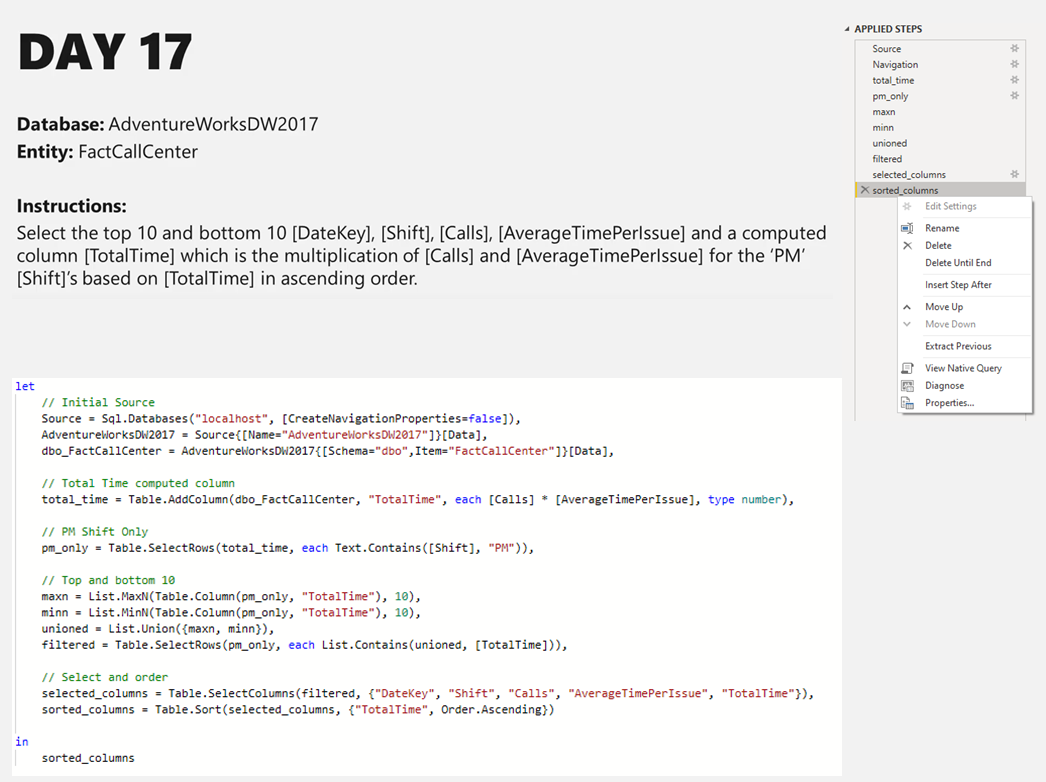 DAY 17
Database: AdventureWorksDW2017
Entity: FactCallCenter
Instructions:
Select the top 10 and bottom 10 [DateKey], [Shift], [Calls], [AverageTimePerIssue] and a computed
column [TotalTime] which is the multiplication of [Calls] and [AverageTimePerIssue] for the ‘PM’
[Shift]’s based on [TotalTime] in ascending order.
let
// Initial Source
Source = Sql.Databases("localhost", [CreateNavigationProperties=false]),
AdventureWorksDW2017 = Source{[Name="AdventureWorksDW2017"]}[Data],
dbo_FactCallCenter = AdventureWorksDW2017{[Schema="dbo",Item="FactCallCenter"]}[Data],
// Total Time computed column
total_time = Table.AddColumn(dbo_FactCallCenter, "TotalTime", each [Calls] * [AverageTimePerIssue], type number),
// PM Shift Only
pm_only = Table.SelectRows(total_time, each Text.Contains([Shift], "PM")),
// Top and bottom 10
maxn = List.MaxN(Table.Column(pm_only, "TotalTime"), 10),
minn = List.MinN(Table.Column(pm_only, "TotalTime"), 10),
unioned = List.Union({maxn, minn}),
filtered = Table.SelectRows(pm_only, each List.Contains(unioned, [TotalTime])),
// Select and order
selected_columns = Table.SelectColumns(filtered, {"DateKey", "Shift", "Calls", "AverageTimePerIssue", "TotalTime"}),
sorted_columns = Table.Sort(selected_columns, {"TotalTime", Order.Ascending})
in
sorted_columns
APPLIED STEPS
Source
Navigation
total_time
pm_only
maxn
minn
unioned
filtered
selected_columns
sorted_columns
Edit Settings
Rename
Delete
Delete Until End
Insert Step After
Move Up
Move Down
Extract Previous
View Native Query
Diagnose
Properties...